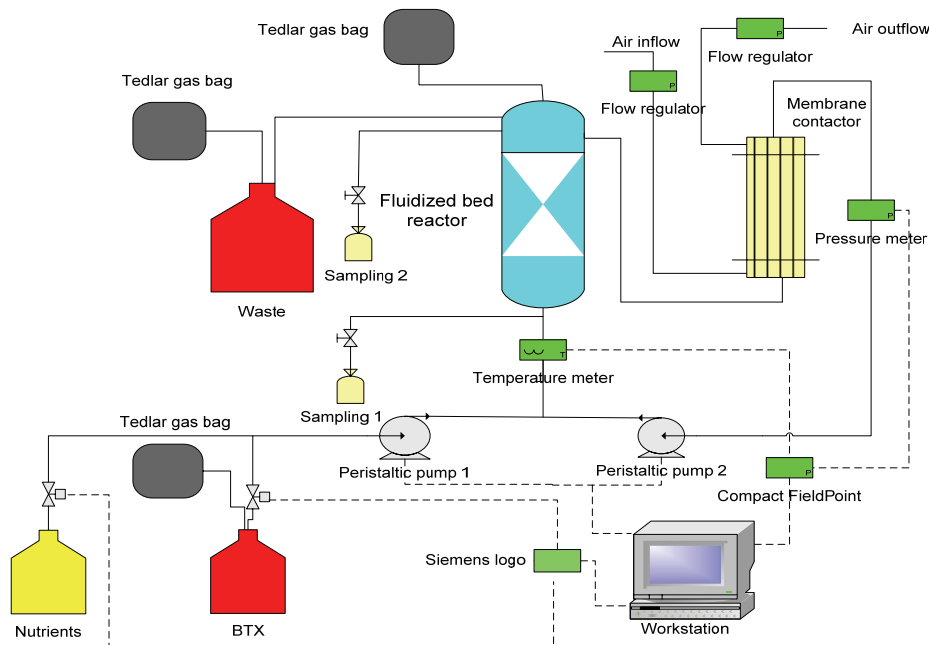 Tedlar gas bag
Air inflow
Air outflow
P
Flow regulator
Tedlar gas bag
P
Flow regulator
Membrane
contactor
Fluidized bed
reactor
P
Pressure meter
Sampling 2
Waste
T
Temperature meter
Sampling 1
Tedlar gas bag
Peristaltic pump 1
Peristaltic pump 2
P
Compact FieldPoint
Siemens logo
Nutrients
BTX
Workstation